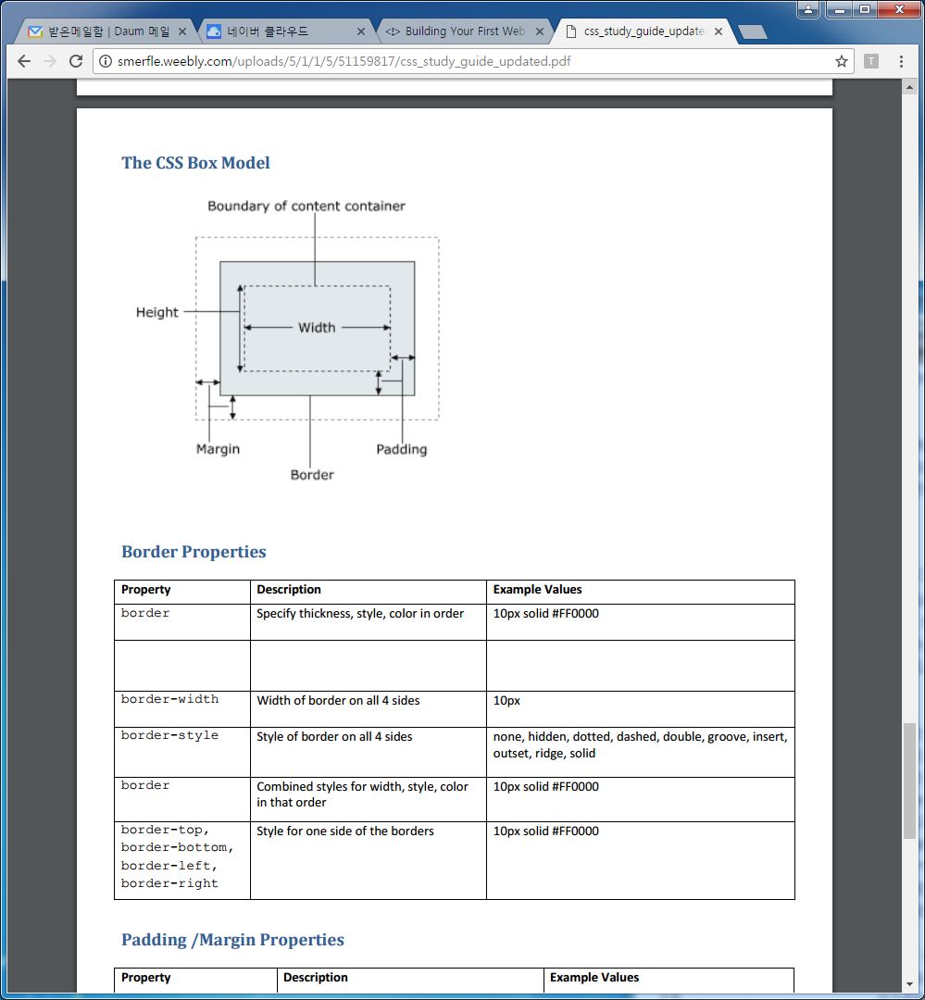 받은메일함 | Daum 메일
네이버 클라우드
Building Your First Web
css_study_guide_update
smerfle.weebly.com/uploads/5/1/1/5/51159817/css_study_guide_updated.pdf
T
The CSS Box Model
Boundary of content container
Height
Width
Margin
Padding
Border
Border Properties
Property Description Example Values
border Specify thickness, style, color in order 10px solid #FF0000
border-width Width of border on all 4 sides 10px
border-style Style of border on all 4 sides none, hidden, dotted, dashed, double, groove, insert,
outset, ridge, solid
border Combined styles for width, style, color 10px solid #FF0000
in that order
border-top, Style for one side of the borders 10px solid #FF0000
border-bottom,
border-left,
border-right
Padding /Margin Properties
Property Description Example Values